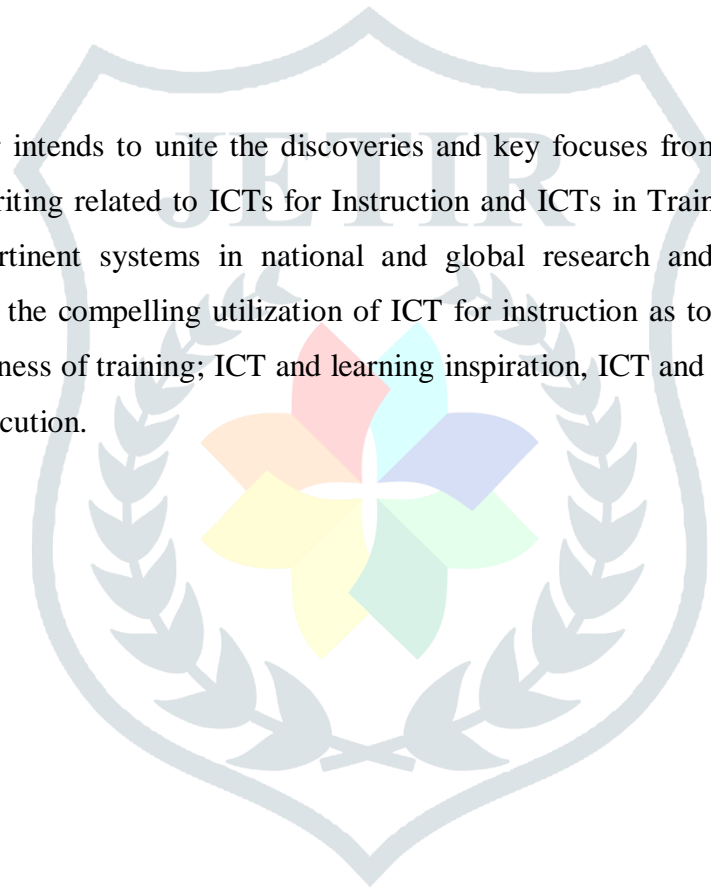 JETIR
intends to unite the discoveries and key focuses from
riting related to ICTs for Instruction and ICTs in Train
rtinent systems in national and global research and
the compelling utilization of ICT for instruction as to
ness of training; ICT and learning inspiration, ICT and
cution.